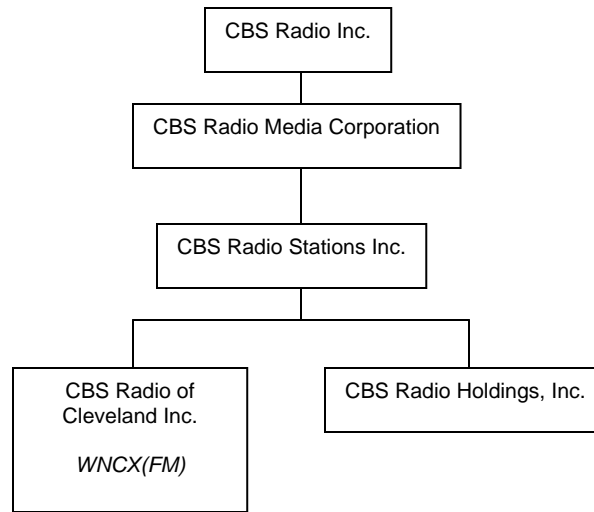 CBS Radio Inc.
CBS Radio Media Corporation
CBS Radio Stations Inc.
CBS Radio of
Cleveland Inc.
WNCX(FM)
CBS Radio Holdings, Inc.